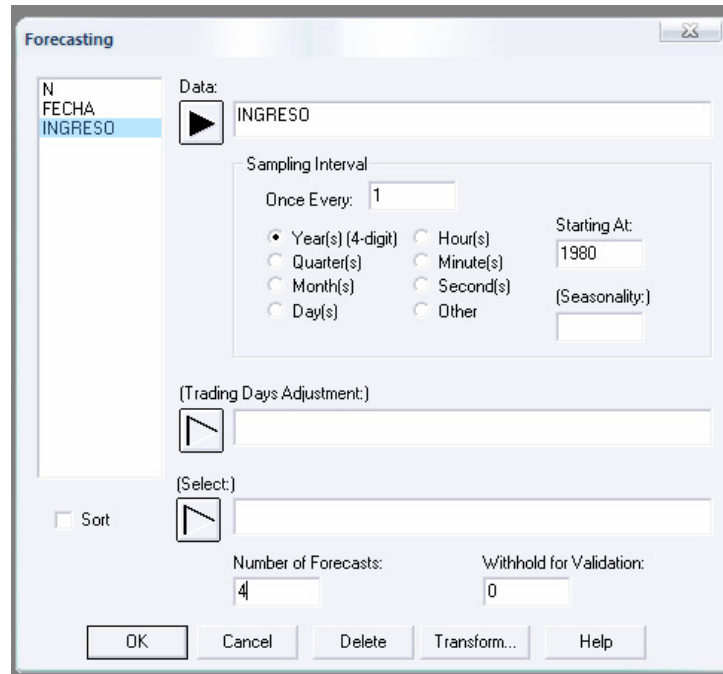 Forecasting
N
FECHA
INGRESO
Data:
INGRESO
Sampling Interval
Once Every: 1
Year(s) (4-digit)
Quarter(s)
Month(s)
Day(s)
Hour(s)
Minute(s)
Second(s)
Other
Starting At:
1980
(Seasonality:)
(Trading Days Adjustment:)
(Select:)
Sort
Number of Forecasts:
4
Withhold for Validation:
0
OK Cancel Delete Transform... Help